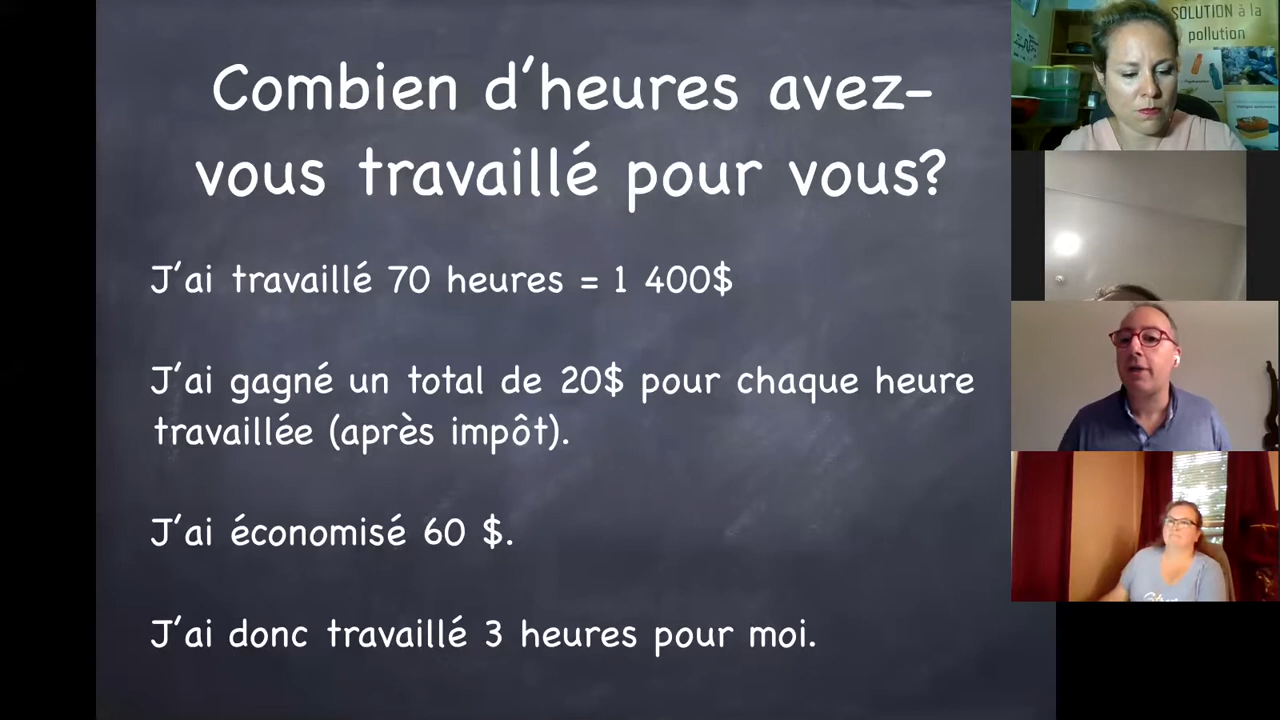 Combien d'heures avez-
vous travaillé pour vous?
J'ai travaillé 70 heures = 1 400$
J'ai gagné un total de 20$ pour chaque heure
travaillée (après impôt).
J'ai économisé 60 $.
J'ai donc travaillé 3 heures pour moi.
SOLUTION à la
pollution